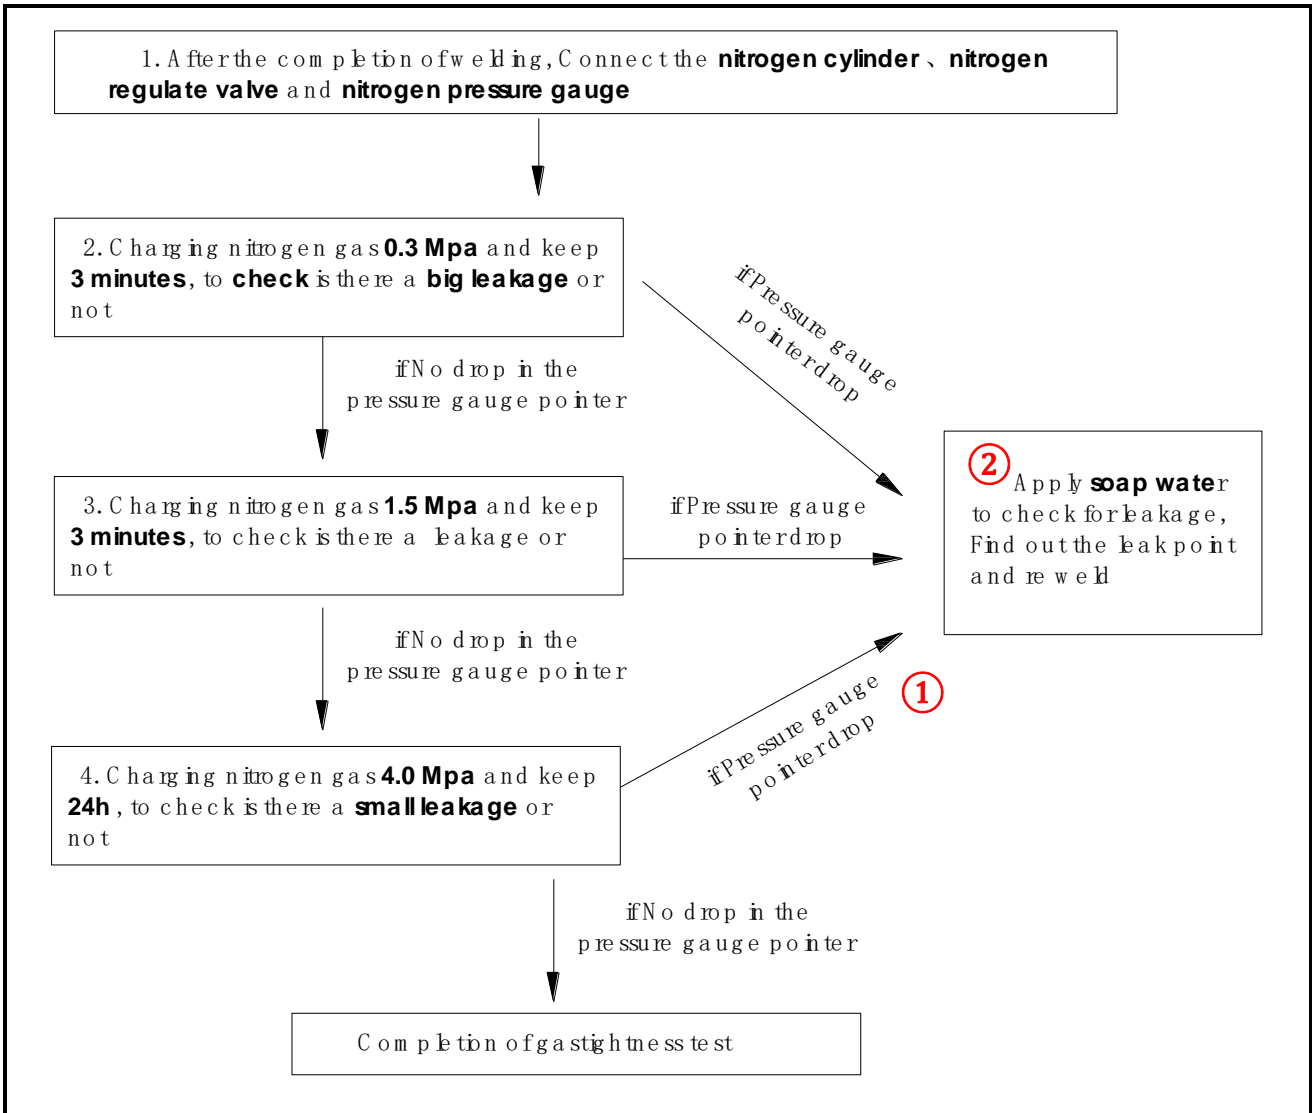 1. After the completion of welding, Connect the nitrogen cylinder 、nitrogen
regulate valve and nitrogen pressure gauge
2. Charging nitrogen gas 0.3 Mpa and keep
3 minutes, to check is there a big leakage or
not
if Pressure gauge
pointer drop
if No drop in the
pressure gauge pointer
3. Charging nitrogen gas 1.5 Mpa and keep
3 minutes, to check is there a leakage or
not
if Pressure gauge
pointer drop
② Apply soap water
to check for leakage,
Find out the leak point
and re weld
if No drop in the
pressure gauge pointer
if Pressure gauge
pointer drop
①
4. Charging nitrogen gas 4.0 Mpa and keep
24h, to check is there a small leakage or
not
if No drop in the
pressure gauge pointer
Completion of gas tightness test